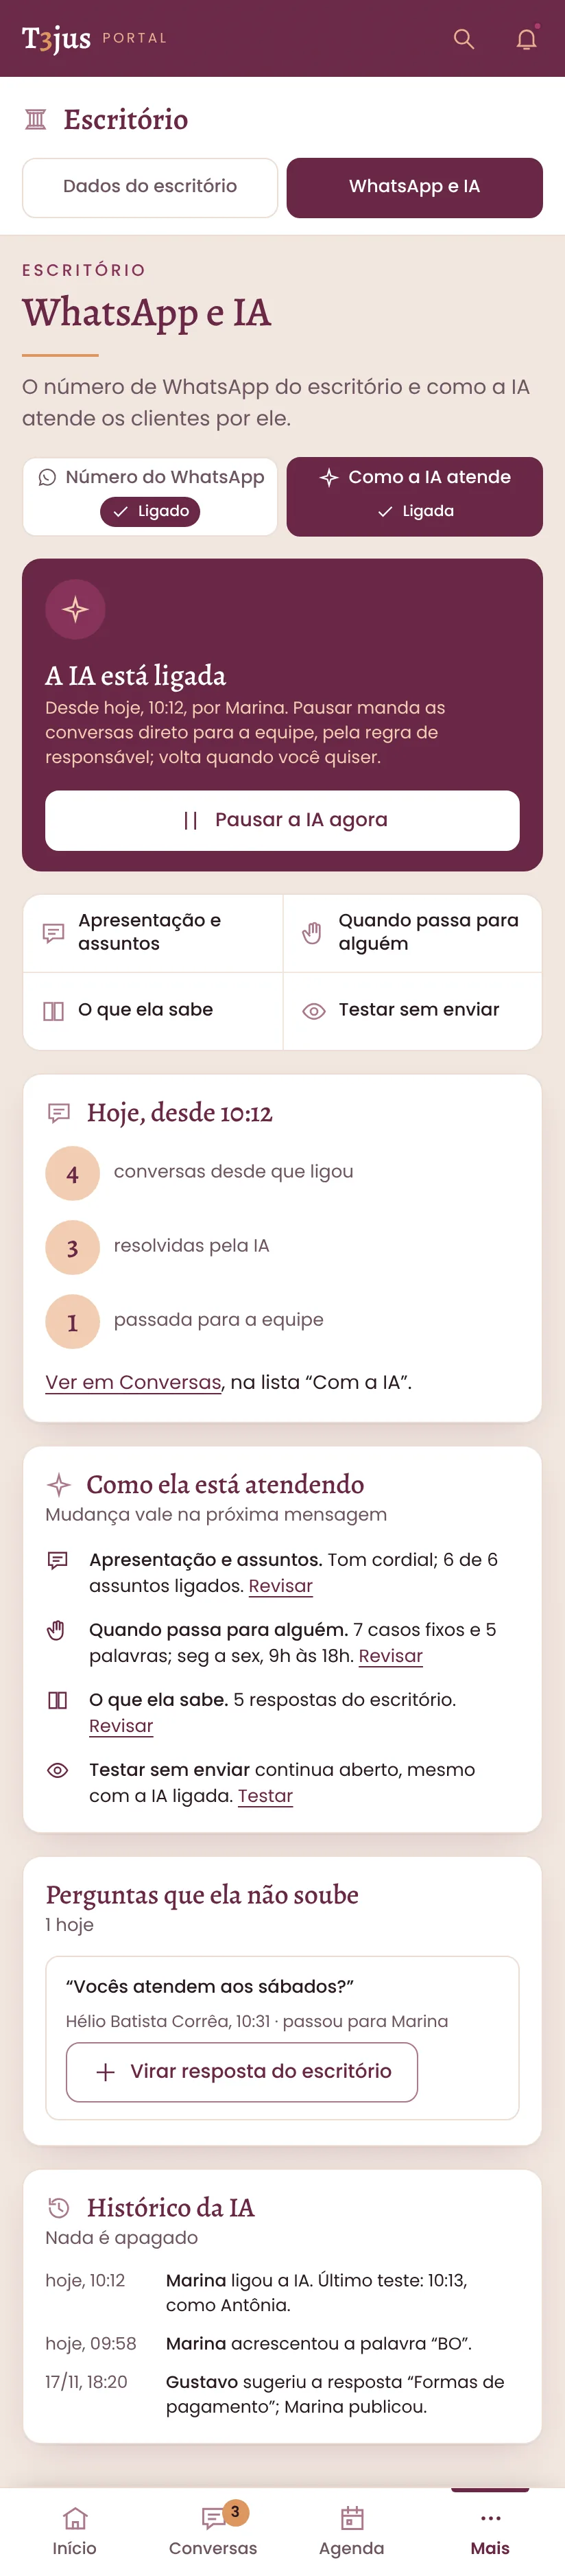 T3jus PORTAL
Escritório
Dados do escritório
WhatsApp e IA
ESCRITÓRIO
WhatsApp e IA
O número de WhatsApp do escritório e como a IA
atende os clientes por ele.
Número do WhatsApp
Ligado
Como a IA atende
Ligada
A IA está ligada
Desde hoje, 10:12, por Marina. Pausar manda as
conversas direto para a equipe, pela regra de
responsável; volta quando você quiser.
Pausar a IA agora
Apresentação e
assuntos
Quando passa para
alguém
O que ela sabe
Testar sem enviar
Hoje, desde 10:12
4 conversas desde que ligou
3 resolvidas pela IA
1 passada para a equipe
Ver em Conversas, na lista “Com a IA”.
Como ela está atendendo
Mudança vale na próxima mensagem
Apresentação e assuntos. Tom cordial; 6 de 6
assuntos ligados. Revisar
Quando passa para alguém. 7 casos fixos e 5
palavras; seg a sex, 9h às 18h. Revisar
O que ela sabe. 5 respostas do escritório.
Revisar
Testar sem enviar continua aberto, mesmo
com a IA ligada. Testar
Perguntas que ela não soube
1 hoje
“Vocês atendem aos sábados?”
Hélio Batista Corrêa, 10:31 · passou para Marina
Virar resposta do escritório
Histórico da IA
Nada é apagado
hoje, 10:12 Marina ligou a IA. Último teste: 10:13,
como Antônia.
hoje, 09:58 Marina acrescentou a palavra “BO”.
17/11, 18:20 Gustavo sugeriu a resposta “Formas de
pagamento”; Marina publicou.
3
Início
Conversas
Agenda
Mais